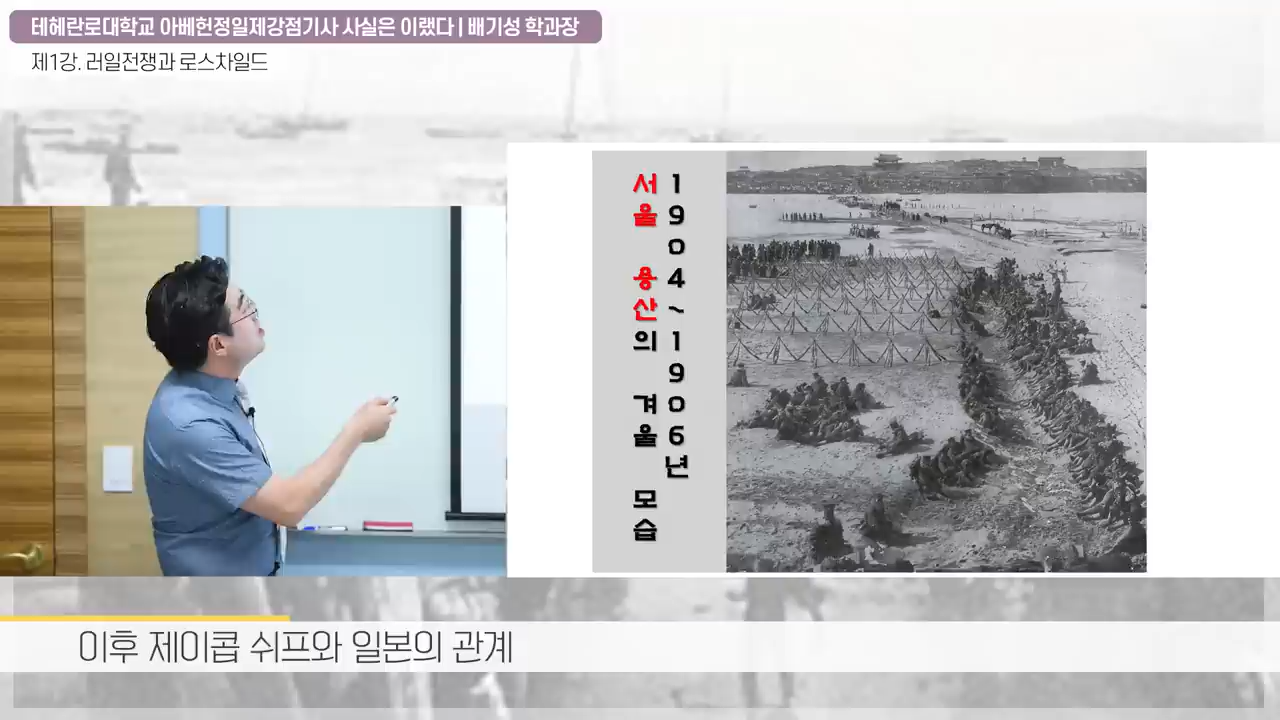 테헤란로대학교 아베헌정일제강점기사 사실은 이랬다 | 배기성 학과장
제1강. 러일전쟁과 로스차일드
1904~1906년
서울 용산의 겨울 모습
이후 제이콥 쉬프와 일본의 관계